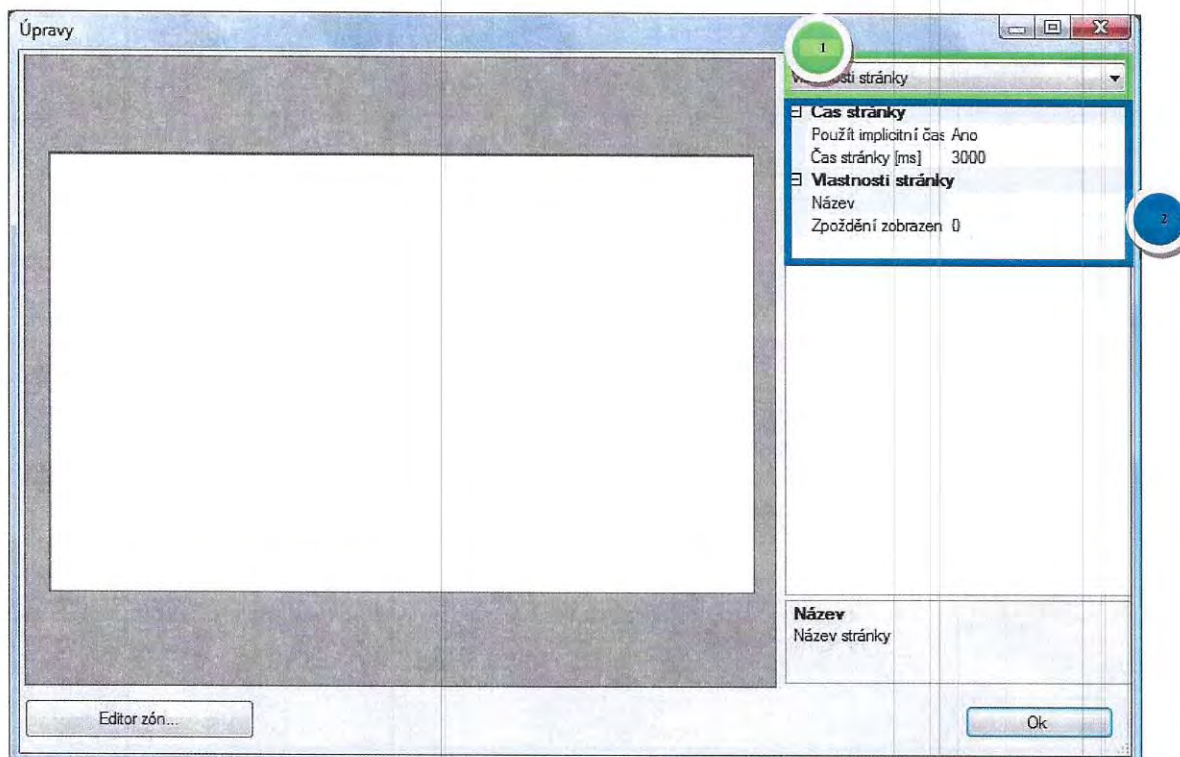 Úpravy
1
stránky
Čas stránky
Použít implicitní čas Ano
Čas stránky [ms] 3000
Vlastnosti stránky
Název
Zpoždění zobrazen 0
2
Název
Název stránky
Editor zón...
Ok